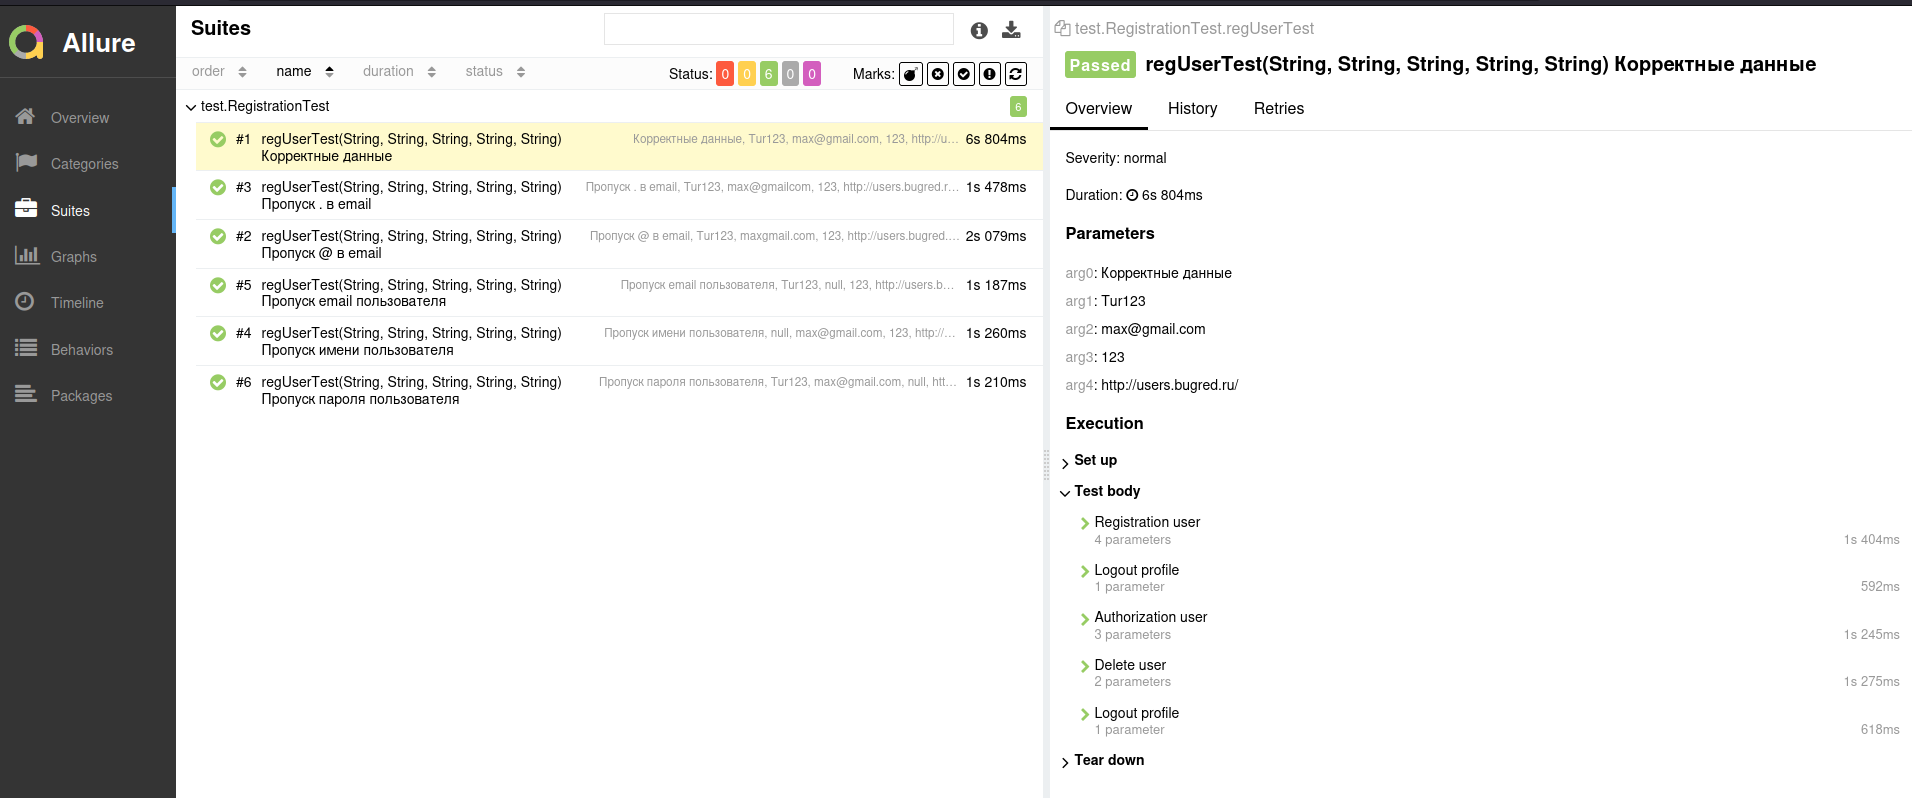 Allure
Overview
Categories
Suites
Graphs
Timeline
Behaviors
Packages
Suites
order name duration status Status: 0 0 6 0 0 Marks:
test.RegistrationTest 6
#1 regUserTest(String, String, String, String, String) Корректные данные, Tur123, max@gmail.com, 123, http://u... 6s 804ms
Корректные данные
#3 regUserTest(String, String, String, String, String) Пропуск . в email, Tur123, max@gmailcom, 123, http://users.bugred.r... 1s 478ms
Пропуск . в email
#2 regUserTest(String, String, String, String, String) Пропуск @ в email, Tur123, maxgmail.com, 123, http://users.bugred.... 2s 079ms
Пропуск @ в email
#5 regUserTest(String, String, String, String, String) Пропуск email пользователя, Tur123, null, 123, http://users.b... 1s 187ms
Пропуск email пользователя
#4 regUserTest(String, String, String, String, String) Пропуск имени пользователя, null, max@gmail.com, 123, http://... 1s 260ms
Пропуск имени пользователя
#6 regUserTest(String, String, String, String, String) Пропуск пароля пользователя, Tur123, max@gmail.com, null, htt... 1s 210ms
Пропуск пароля пользователя
test.RegistrationTest.regUserTest
Passed regUserTest(String, String, String, String, String) Корректные данные
Overview History Retries
Severity: normal
Duration: 6s 804ms
Parameters
arg0: Корректные данные
arg1: Tur123
arg2: max@gmail.com
arg3: 123
arg4: http://users.bugred.ru/
Execution
Set up
Test body
Registration user
4 parameters 1s 404ms
Logout profile
1 parameter 592ms
Authorization user
3 parameters 1s 245ms
Delete user
2 parameters 1s 275ms
Logout profile
1 parameter 618ms
Tear down